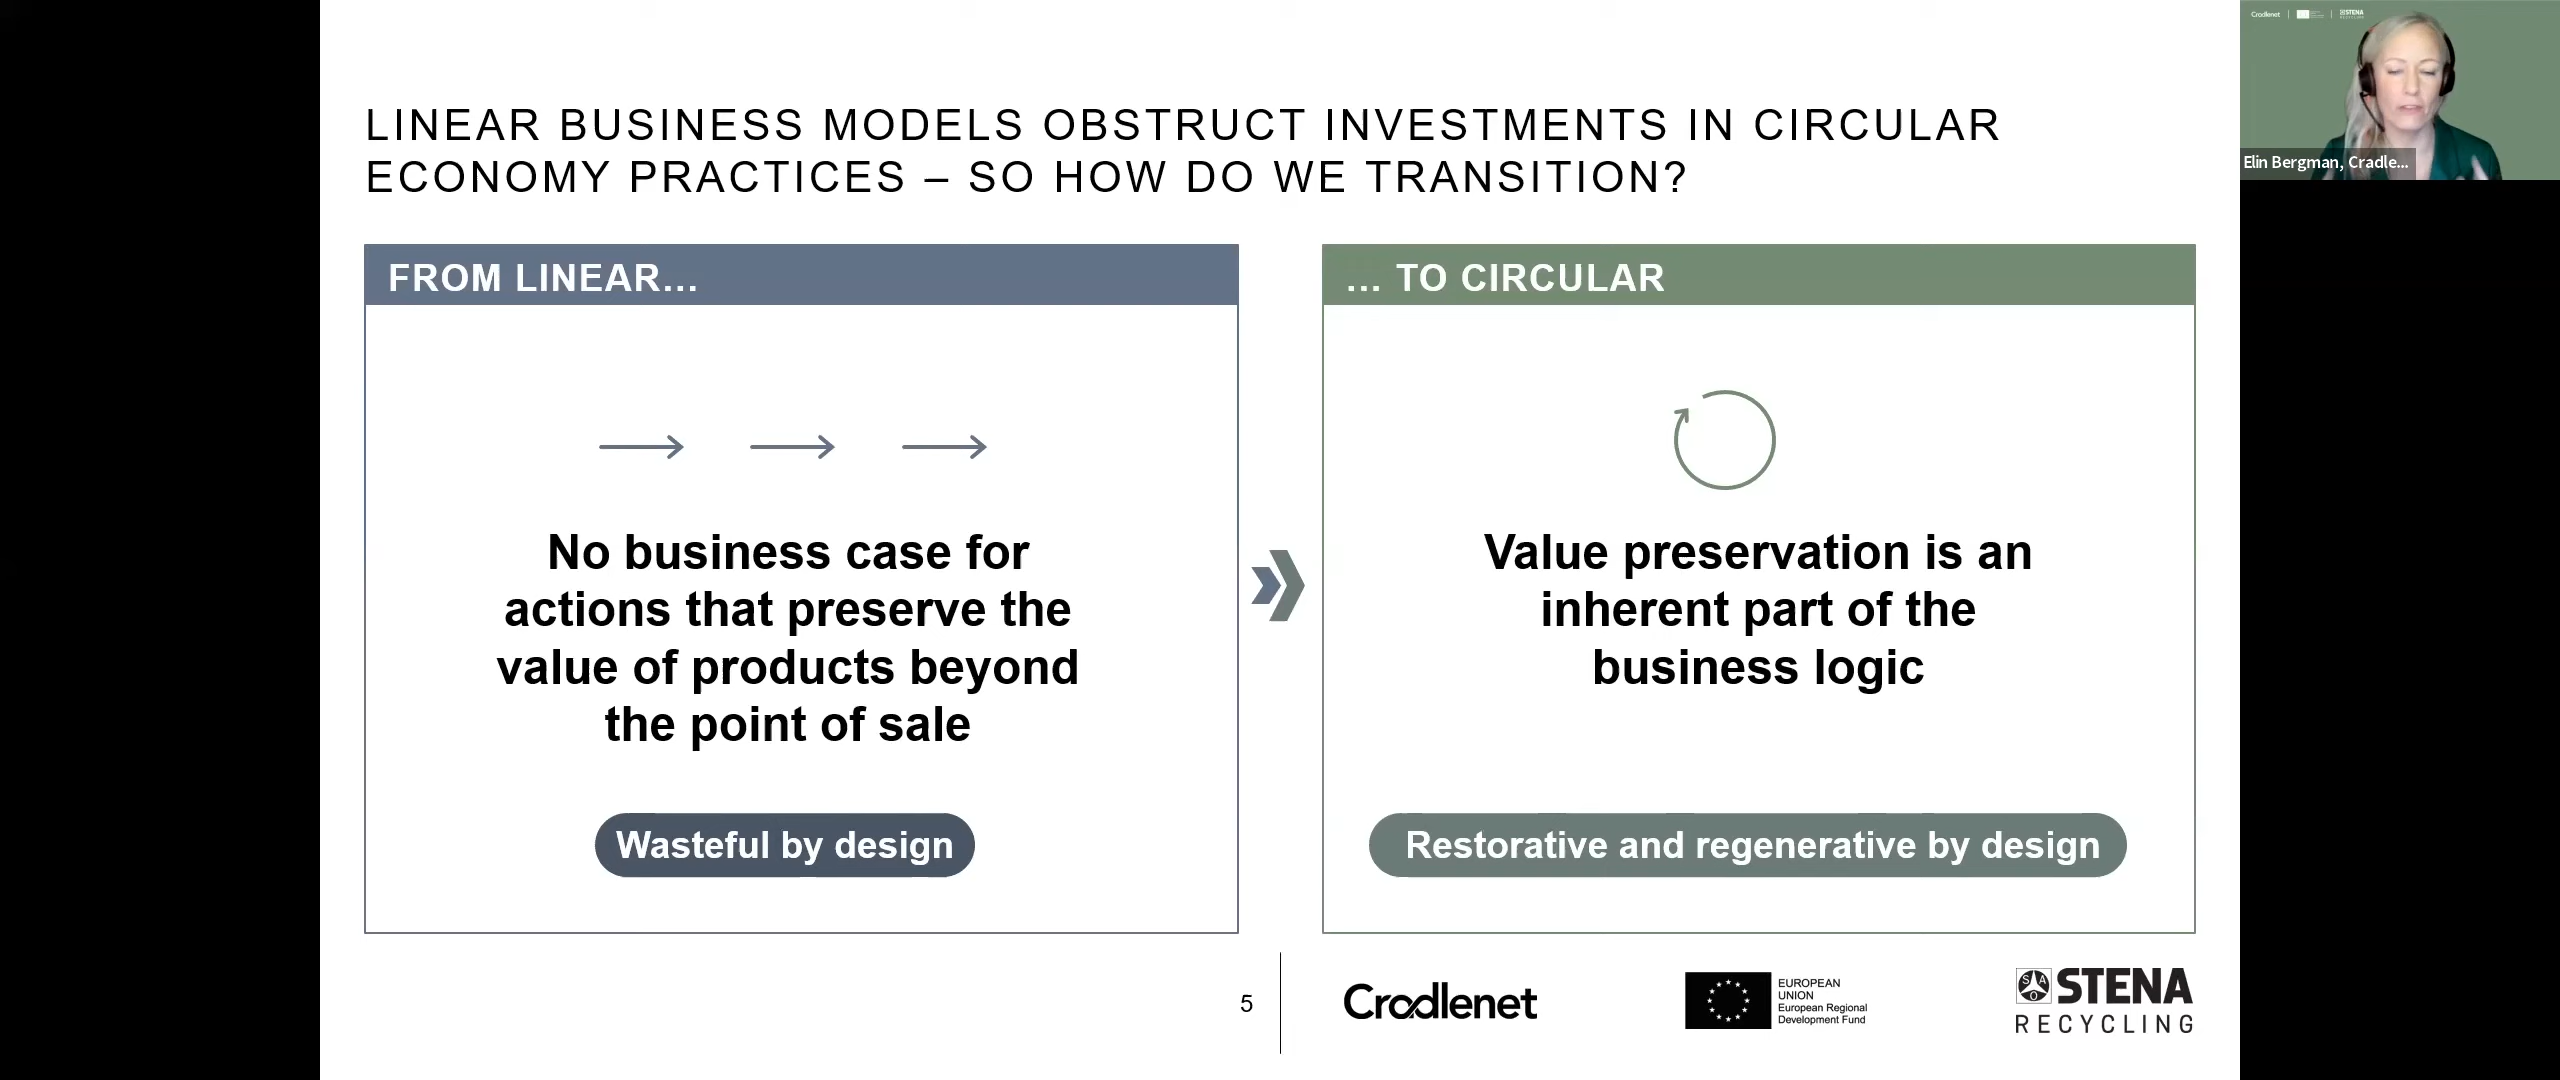 LINEAR BUSINESS MODELS OBSTRUCT INVESTMENTS IN CIRCULAR
ECONOMY PRACTICES – SO HOW DO WE TRANSITION?
FROM LINEAR...
No business case for
actions that preserve the
value of products beyond
the point of sale
Wasteful by design
... TO CIRCULAR
Value preservation is an
inherent part of the
business logic
Restorative and regenerative by design
5
Cradlenet
EUROPEAN
UNION
European Regional
Development Fund
S A O
STENA
RECYCLING
Cradlenet
STENA
RECYCLING
Elin Bergman, Cradle...